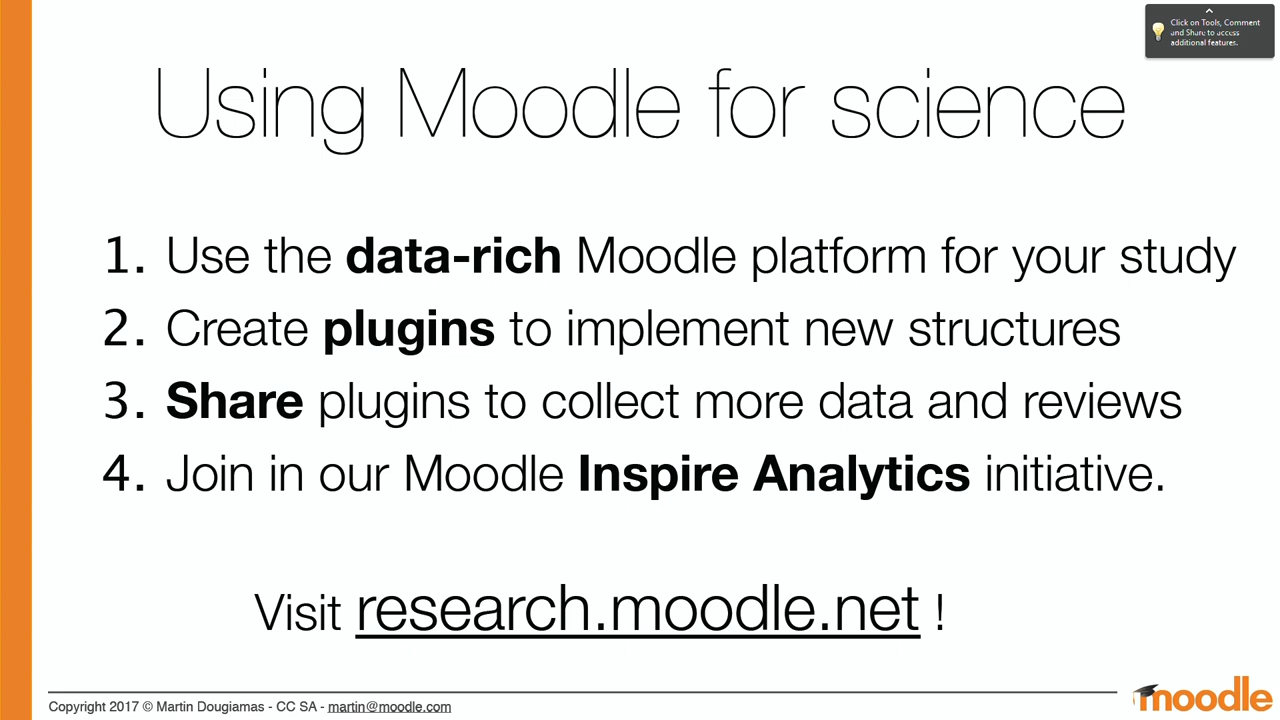 Click on Tools, Comment
and Share to access
additional features.
Using Moodle for science
1. Use the data-rich Moodle platform for your study
2. Create plugins to implement new structures
3. Share plugins to collect more data and reviews
4. Join in our Moodle Inspire Analytics initiative.
Visit research.moodle.net !
Copyright 2017 © Martin Dougiamas - CC SA - martin@moodle.com
moodle